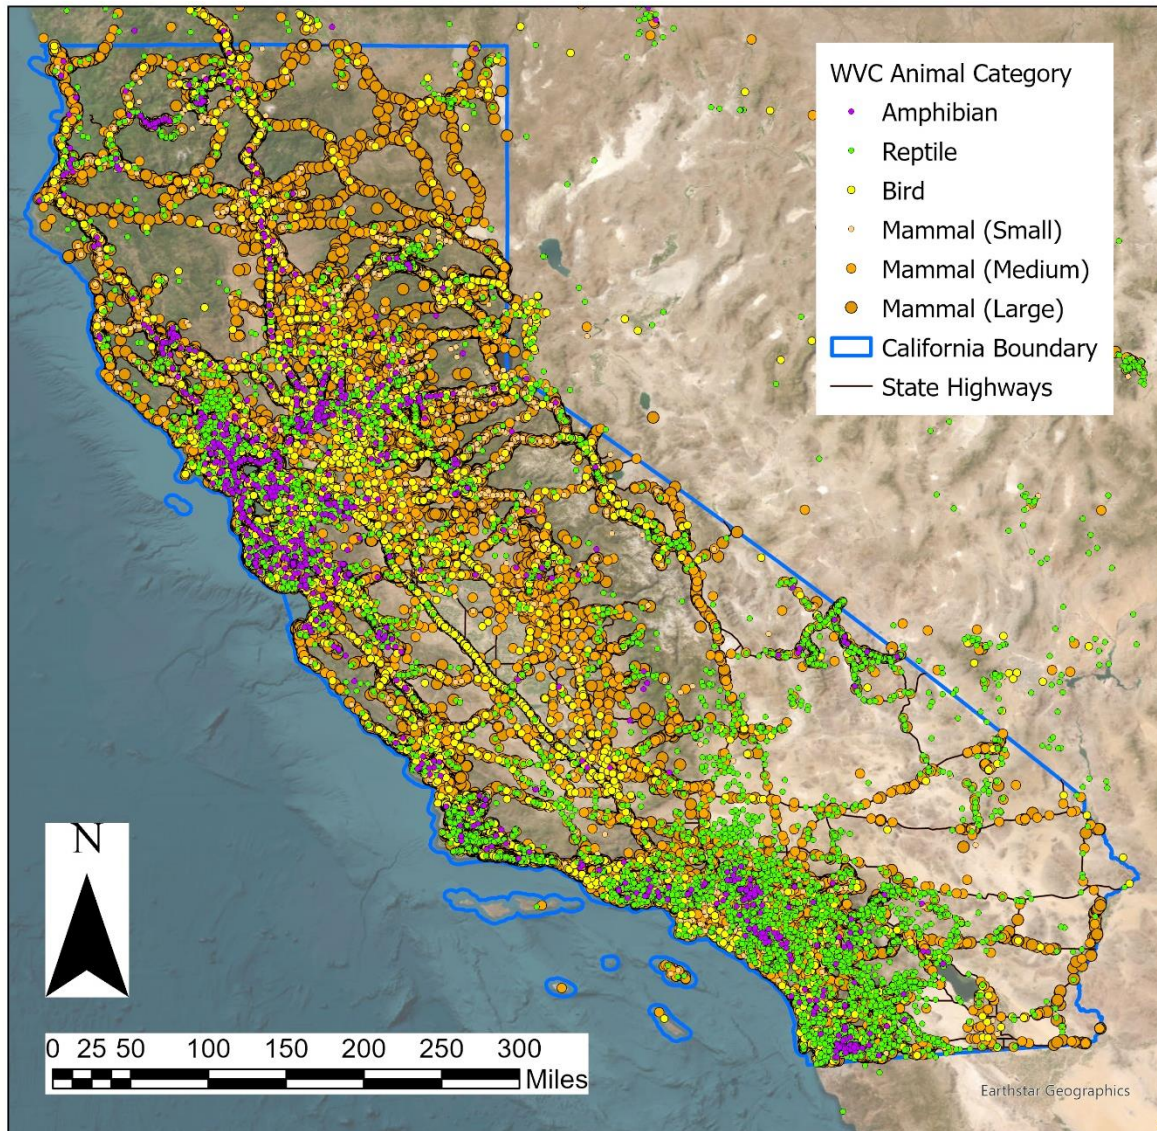 WVC Animal Category
Amphibian
Reptile
Bird
Mammal (Small)
Mammal (Medium)
Mammal (Large)
California Boundary
State Highways
N
0 25 50 100 150 200 250 300
Miles
Earthstar Geographics